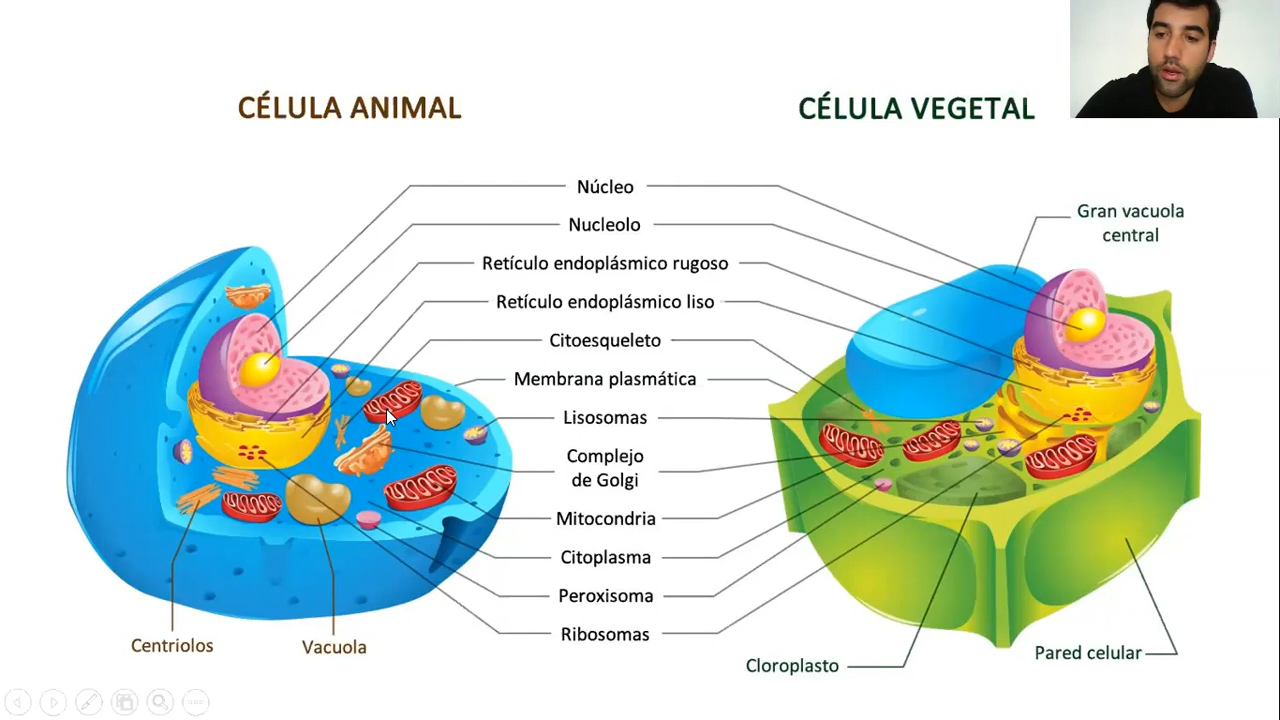 CÉLULA ANIMAL
CÉLULA VEGETAL
Núcleo
Nucleolo
Retículo endoplásmico rugoso
Retículo endoplásmico liso
Citoesqueleto
Membrana plasmática
Lisosomas
Complejo
de Golgi
Mitocondria
Citoplasma
Peroxisoma
Ribosomas
Gran vacuola
central
Centriolos
Vacuola
Cloroplasto
Pared celular